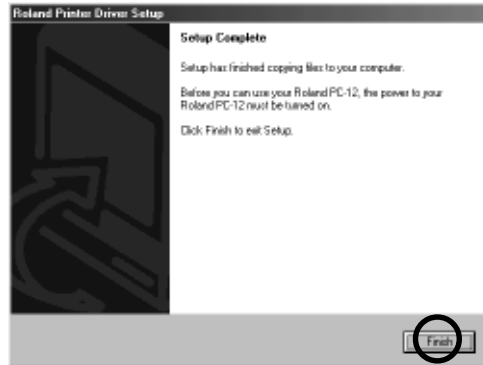 Roland Printer Driver Setup
Setup Complete
Setup has finished copying files to your computer.
Before you can use your Roland PC-12, the power to your
Roland PC-12 must be turned on.
Click Finish to exit Setup.
Finish